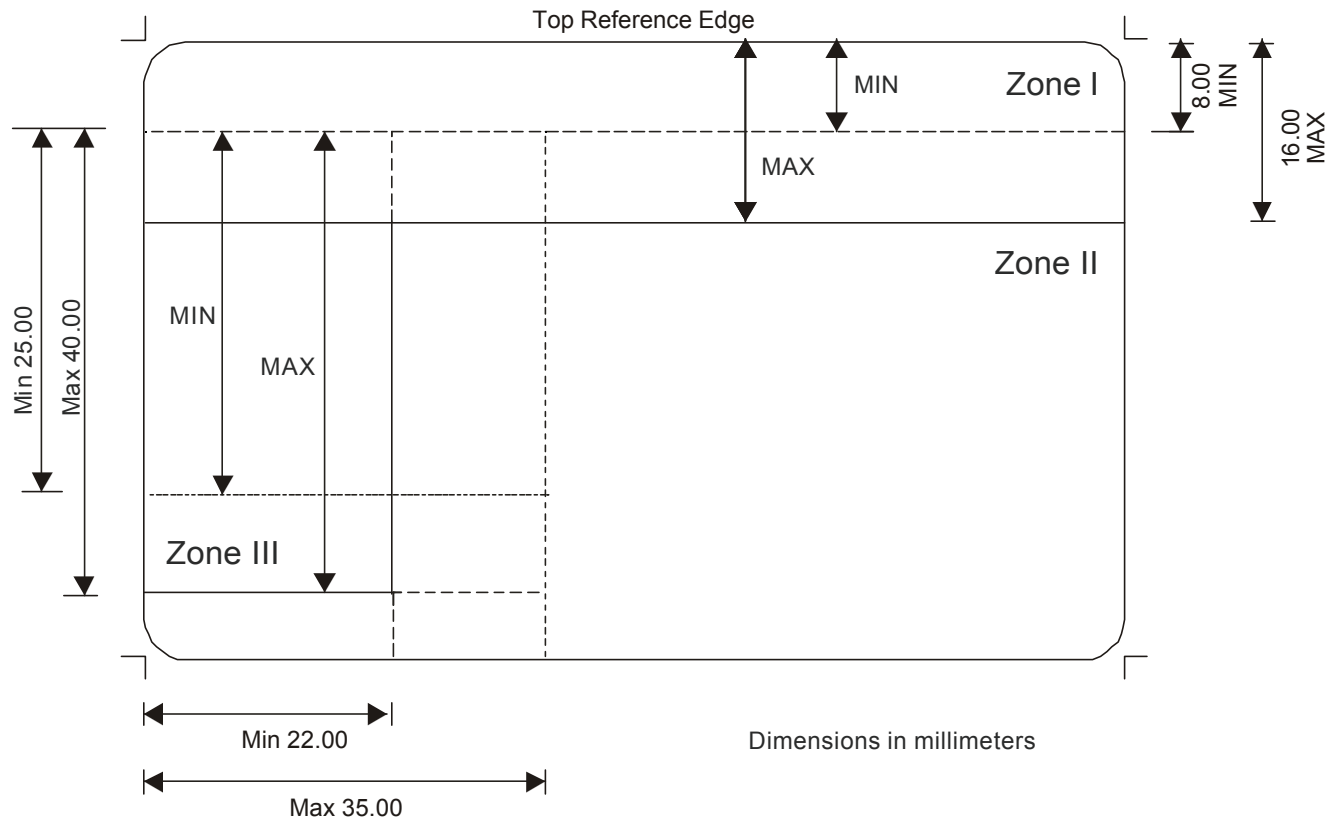 Top Reference Edge
Zone I
MIN
8.00
MIN
16.00
MAX
MAX
Zone II
MIN
MAX
Min 25.00
Max 40.00
Zone III
Min 22.00
Dimensions in millimeters
Max 35.00